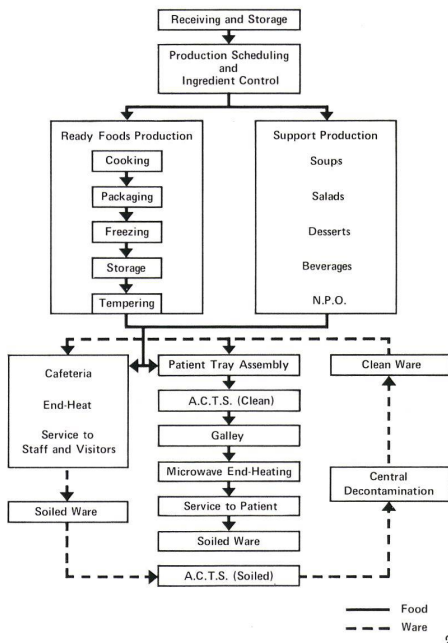 Receiving and Storage
Production Scheduling
and
Ingredient Control
Ready Foods Production
Cooking
Packaging
Freezing
Storage
Tempering
Support Production
Soups
Salads
Desserts
Beverages
N.P.O.
Cafeteria
End-Heat
Service to
Staff and Visitors
Soiled Ware
Patient Tray Assembly
A.C.T.S. (Clean)
Galley
Microwave End-Heating
Service to Patient
Soiled Ware
A.C.T.S. (Soiled)
Clean Ware
Central
Decontamination
Food
Ware